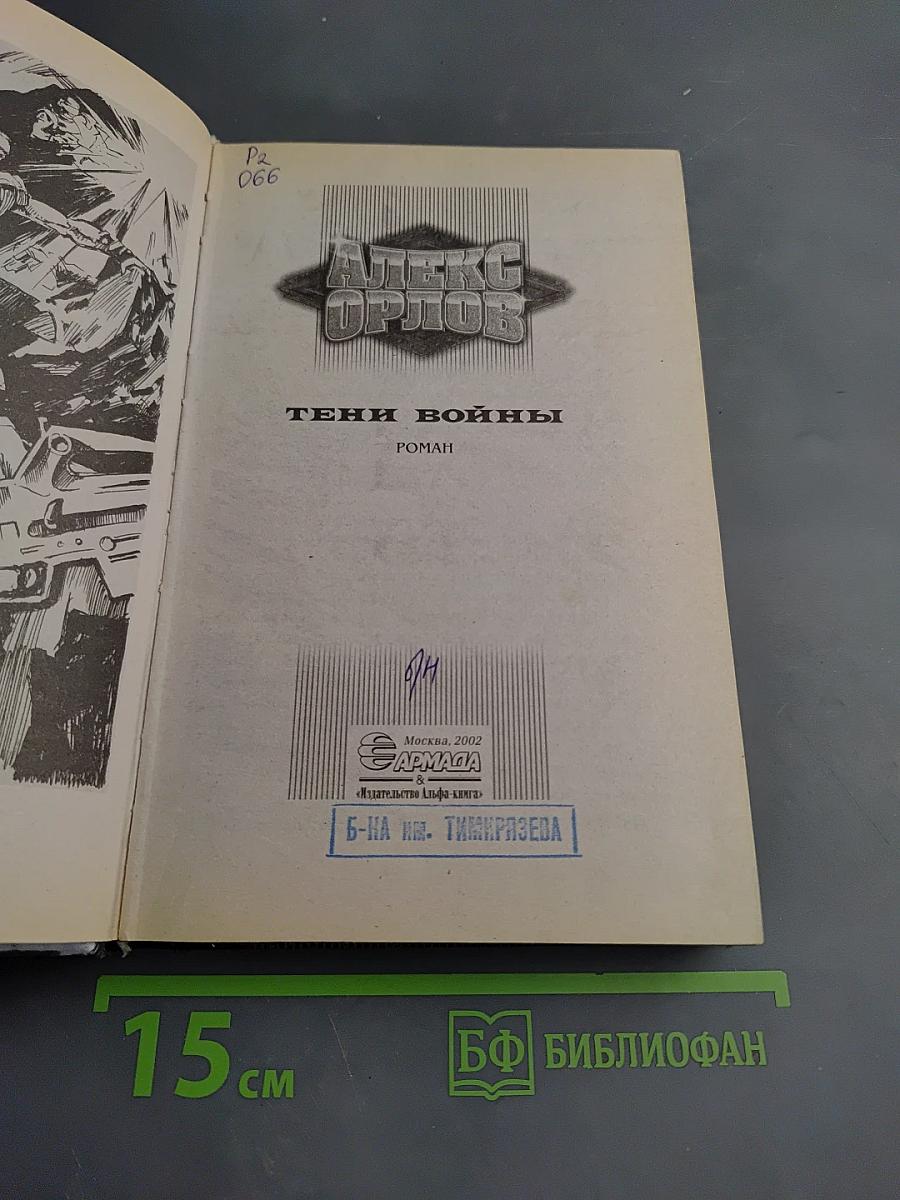 Р2
О66
АЛЕКС
ОРЛОВ
ТЕНИ ВОЙНЫ
РОМАН
Москва, 2002
АРМАДА
&
«Издательство Альфа-книга»
Б-КА им. ТИМИРЯЗЕВА
15 см
БФ БИБЛИОФАН